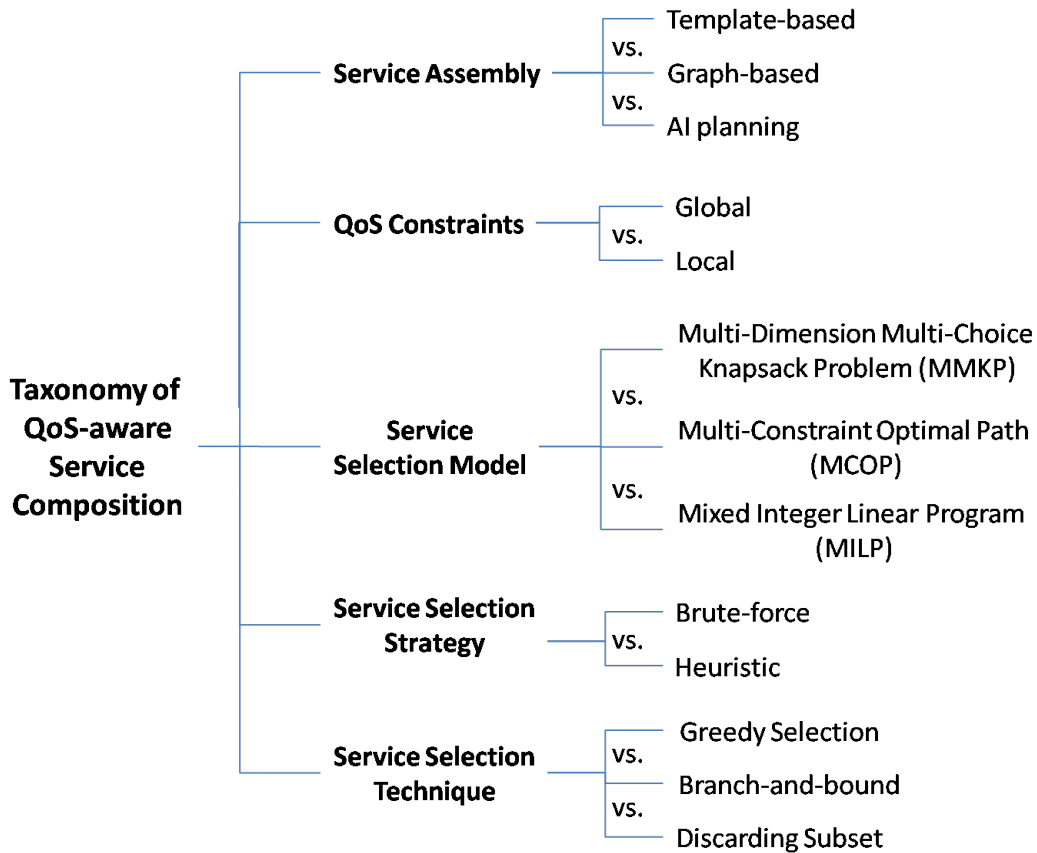 Taxonomy of
QoS-aware
Service
Composition
Service Assembly
Template-based
vs.
Graph-based
vs.
AI planning
QoS Constraints
Global
vs.
Local
Service
Selection Model
Multi-Dimension Multi-Choice
Knapsack Problem (MMKP)
vs.
Multi-Constraint Optimal Path
(MCOP)
vs.
Mixed Integer Linear Program
(MILP)
Service Selection
Strategy
Brute-force
vs.
Heuristic
Service Selection
Technique
Greedy Selection
vs.
Branch-and-bound
vs.
Discarding Subset